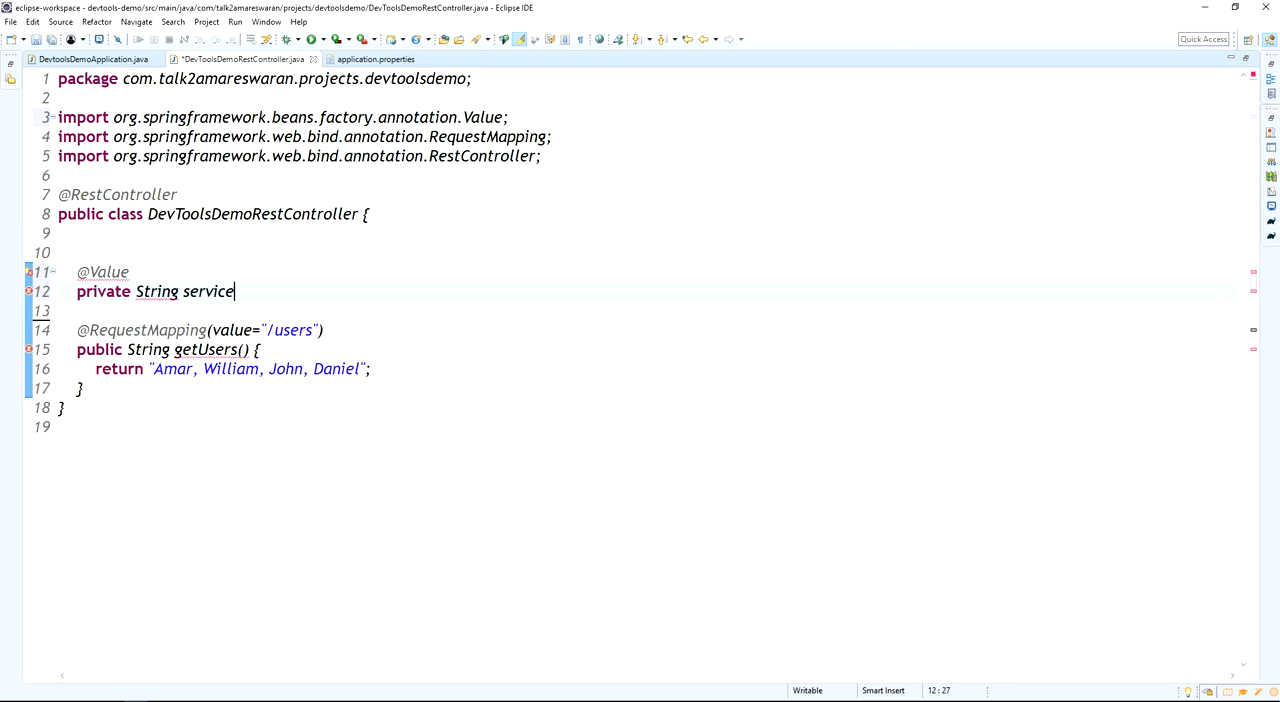 eclipse-workspace - devtools-demo/src/main/java/com/talk2amareswaran/projects/devtoolsdemo/DevToolsDemoRestController.java - Eclipse IDE
File Edit Source Refactor Navigate Search Project Run Window Help
Quick Access
DevtoolsDemoApplication.java *DevToolsDemoRestController.java application.properties
1 package com.talk2amareswaran.projects.devtoolsdemo;
2
3 import org.springframework.beans.factory.annotation.Value;
4 import org.springframework.web.bind.annotation.RequestMapping;
5 import org.springframework.web.bind.annotation.RestController;
6
7 @RestController
8 public class DevToolsDemoRestController {
9
10
11 @Value
12 private String service
13
14 @RequestMapping(value="/users")
15 public String getUsers() {
16 return "Amar, William, John, Daniel";
17 }
18 }
19
Writable Smart Insert 12 : 27